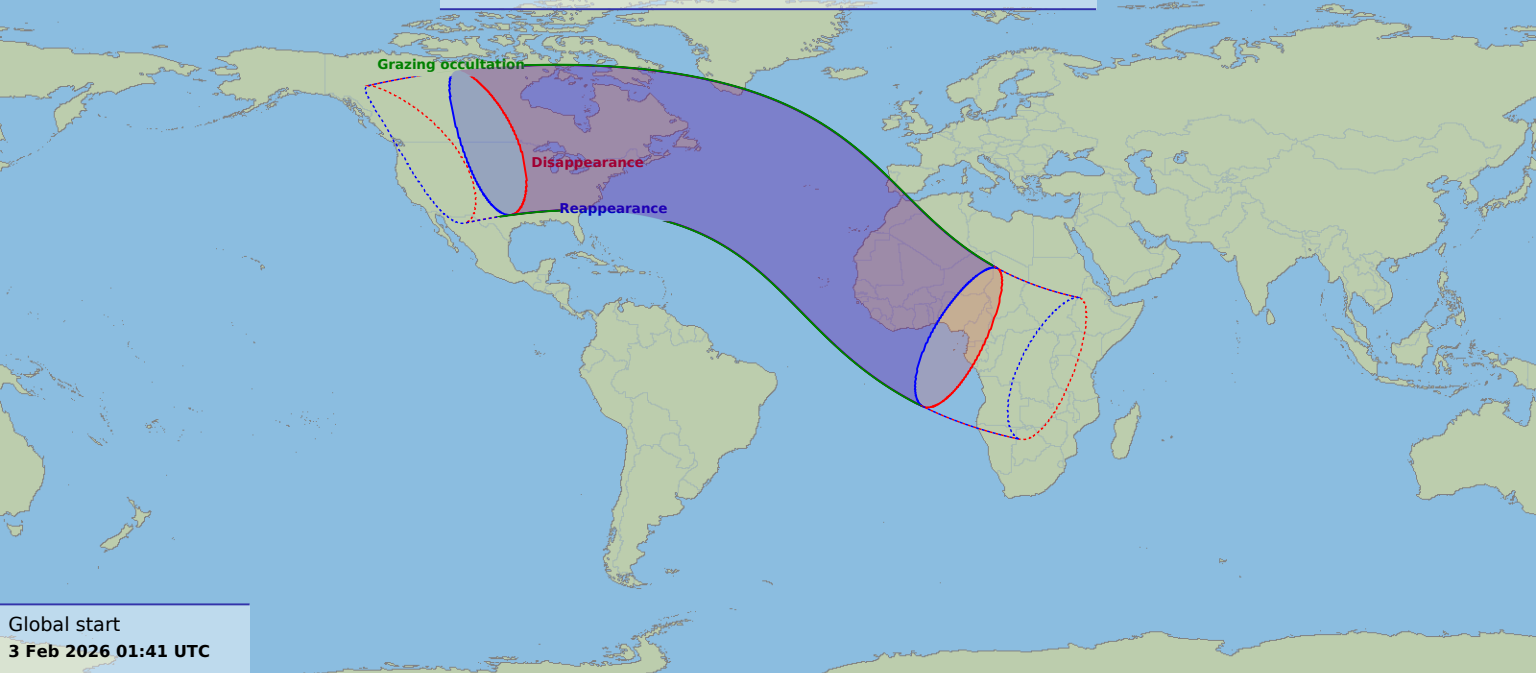 Grazing occultation
Disappearance
Reappearance
Global start
3 Feb 2026 01:41 UTC